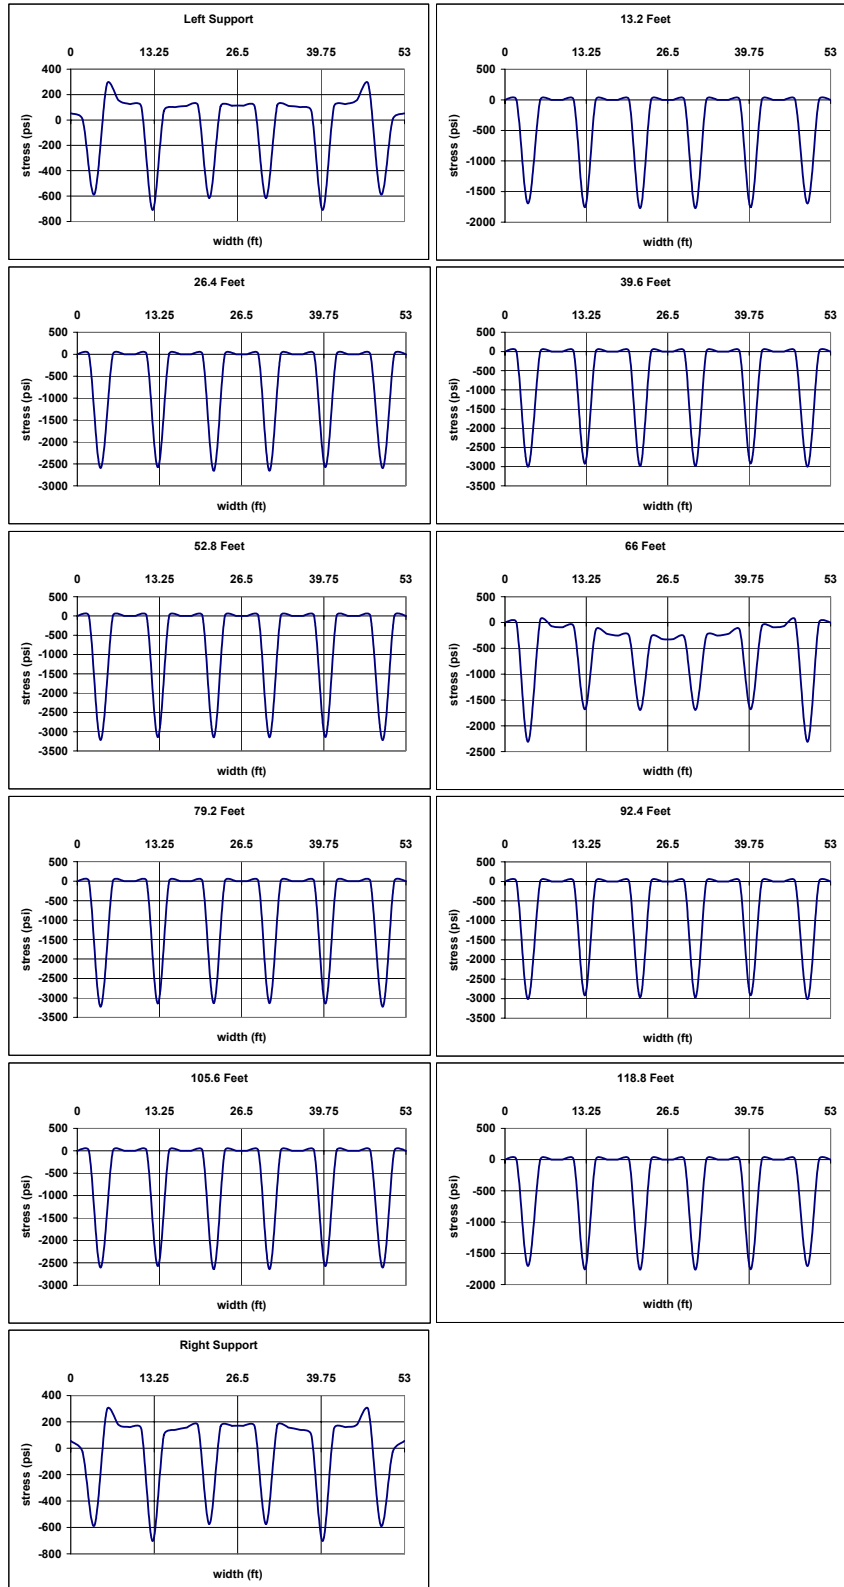 Left Support
0 13.25 26.5 39.75 53
400
200
0
-200
-400
-600
-800
stress (psi)
width (ft)
13.2 Feet
0 13.25 26.5 39.75 53
500
0
-500
-1000
-1500
-2000
stress (psi)
width (ft)
26.4 Feet
0 13.25 26.5 39.75 53
500
0
-500
-1000
-1500
-2000
-2500
-3000
stress (psi)
width (ft)
39.6 Feet
0 13.25 26.5 39.75 53
500
0
-500
-1000
-1500
-2000
-2500
-3000
-3500
stress (psi)
width (ft)
52.8 Feet
0 13.25 26.5 39.75 53
500
0
-500
-1000
-1500
-2000
-2500
-3000
-3500
stress (psi)
width (ft)
66 Feet
0 13.25 26.5 39.75 53
500
0
-500
-1000
-1500
-2000
-2500
stress (psi)
width (ft)
79.2 Feet
0 13.25 26.5 39.75 53
500
0
-500
-1000
-1500
-2000
-2500
-3000
-3500
stress (psi)
width (ft)
92.4 Feet
0 13.25 26.5 39.75 53
500
0
-500
-1000
-1500
-2000
-2500
-3000
-3500
stress (psi)
width (ft)
105.6 Feet
0 13.25 26.5 39.75 53
500
0
-500
-1000
-1500
-2000
-2500
-3000
stress (psi)
width (ft)
118.8 Feet
0 13.25 26.5 39.75 53
500
0
-500
-1000
-1500
-2000
stress (psi)
width (ft)
Right Support
0 13.25 26.5 39.75 53
400
200
0
-200
-400
-600
-800
stress (psi)
width (ft)